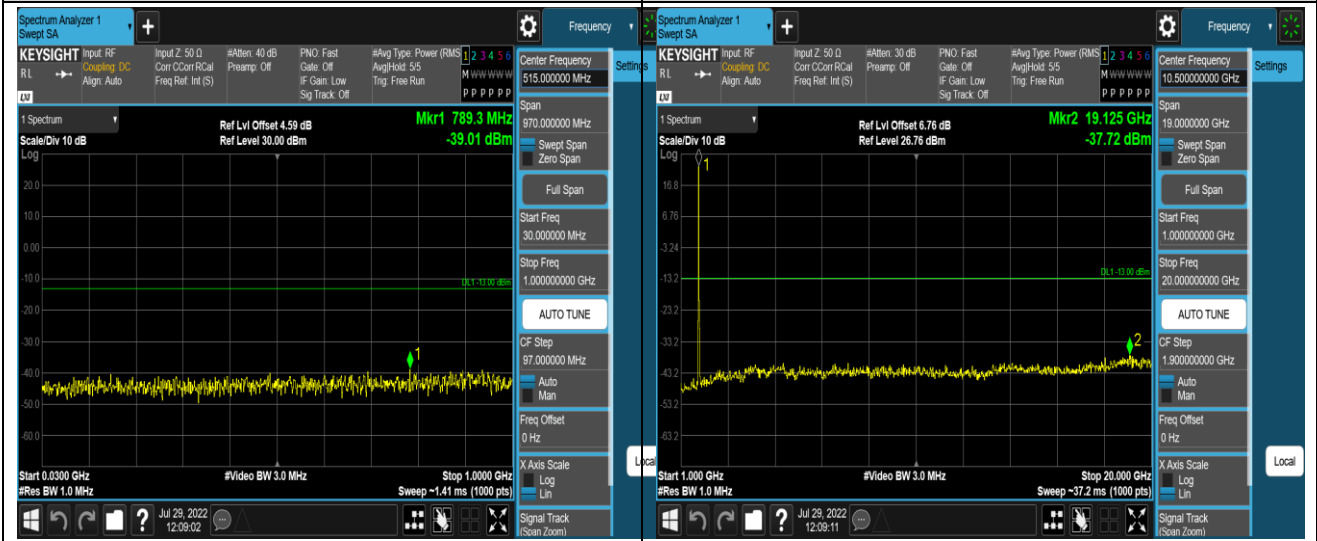 Spectrum Analyzer 1
Swept SA
+
Frequency
KEYSIGHT
RL
LXI
Input: RF
Coupling: DC
Align: Auto
Input Z: 50 Ω
Corr CCorr RCal
Freq Ref: Int (S)
#Atten: 40 dB
Preamp: Off
PNO: Fast
Gate: Off
IF Gain: Low
Sig Track: Off
#Avg Type: Power (RMS
Avg|Hold: 5/5
Trig: Free Run
1 2 3 4 5 6
M W W W W W
P P P P P P
Center Frequency
515.000000 MHz
Settings
1 Spectrum
Scale/Div 10 dB
Log
Ref Lvl Offset 4.59 dB
Ref Level 30.00 dBm
Mkr1 789.3 MHz
-39.01 dBm
Span
970.000000 MHz
Swept Span
Zero Span
Full Span
Start Freq
30.000000 MHz
Stop Freq
1.000000000 GHz
AUTO TUNE
CF Step
97.000000 MHz
Auto
Man
Freq Offset
0 Hz
X Axis Scale
Log
Lin
Signal Track
(Span Zoom)
Local
20.0
10.0
0.00
-10.0
-20.0
-30.0
-40.0
-50.0
-60.0
DL1 -13.00 dBm
1
Start 0.0300 GHz
#Res BW 1.0 MHz
#Video BW 3.0 MHz
Stop 1.0000 GHz
Sweep ~1.41 ms (1000 pts)
?
Jul 29, 2022
12:09:02
Spectrum Analyzer 1
Swept SA
+
Frequency
KEYSIGHT
RL
LXI
Input: RF
Coupling: DC
Align: Auto
Input Z: 50 Ω
Corr CCorr RCal
Freq Ref: Int (S)
#Atten: 30 dB
Preamp: Off
PNO: Fast
Gate: Off
IF Gain: Low
Sig Track: Off
#Avg Type: Power (RMS
Avg|Hold: 5/5
Trig: Free Run
1 2 3 4 5 6
M W W W W W
P P P P P P
Center Frequency
10.500000000 GHz
Settings
1 Spectrum
Scale/Div 10 dB
Log
Ref Lvl Offset 6.76 dB
Ref Level 26.76 dBm
Mkr2 19.125 GHz
-37.72 dBm
Span
19.0000000 GHz
Swept Span
Zero Span
Full Span
Start Freq
1.000000000 GHz
Stop Freq
20.000000000 GHz
AUTO TUNE
CF Step
1.900000000 GHz
Auto
Man
Freq Offset
0 Hz
X Axis Scale
Log
Lin
Signal Track
(Span Zoom)
Local
16.8
6.76
-3.24
-13.2
-23.2
-33.2
-43.2
-53.2
-63.2
DL1 -13.00 dBm
1
2
Start 1.000 GHz
#Res BW 1.0 MHz
#Video BW 3.0 MHz
Stop 20.000 GHz
Sweep ~37.2 ms (1000 pts)
?
Jul 29, 2022
12:09:11